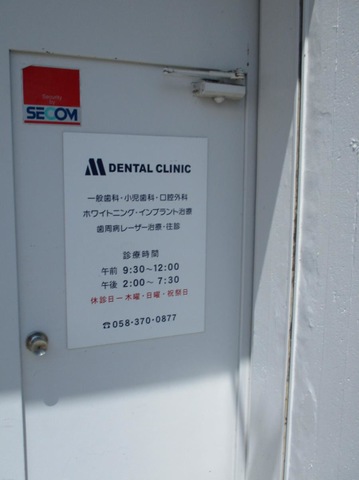 Security
by
SECOM
DENTAL CLINIC
一般歯科・小児歯科・口腔外科
ホワイトニング・インプラント治療
歯周病レーザー治療・往診
診療時間
午前 9:30～12:00
午後 2:00～7:30
休診日ー木曜・日曜・祝祭日
☎058-370-0877